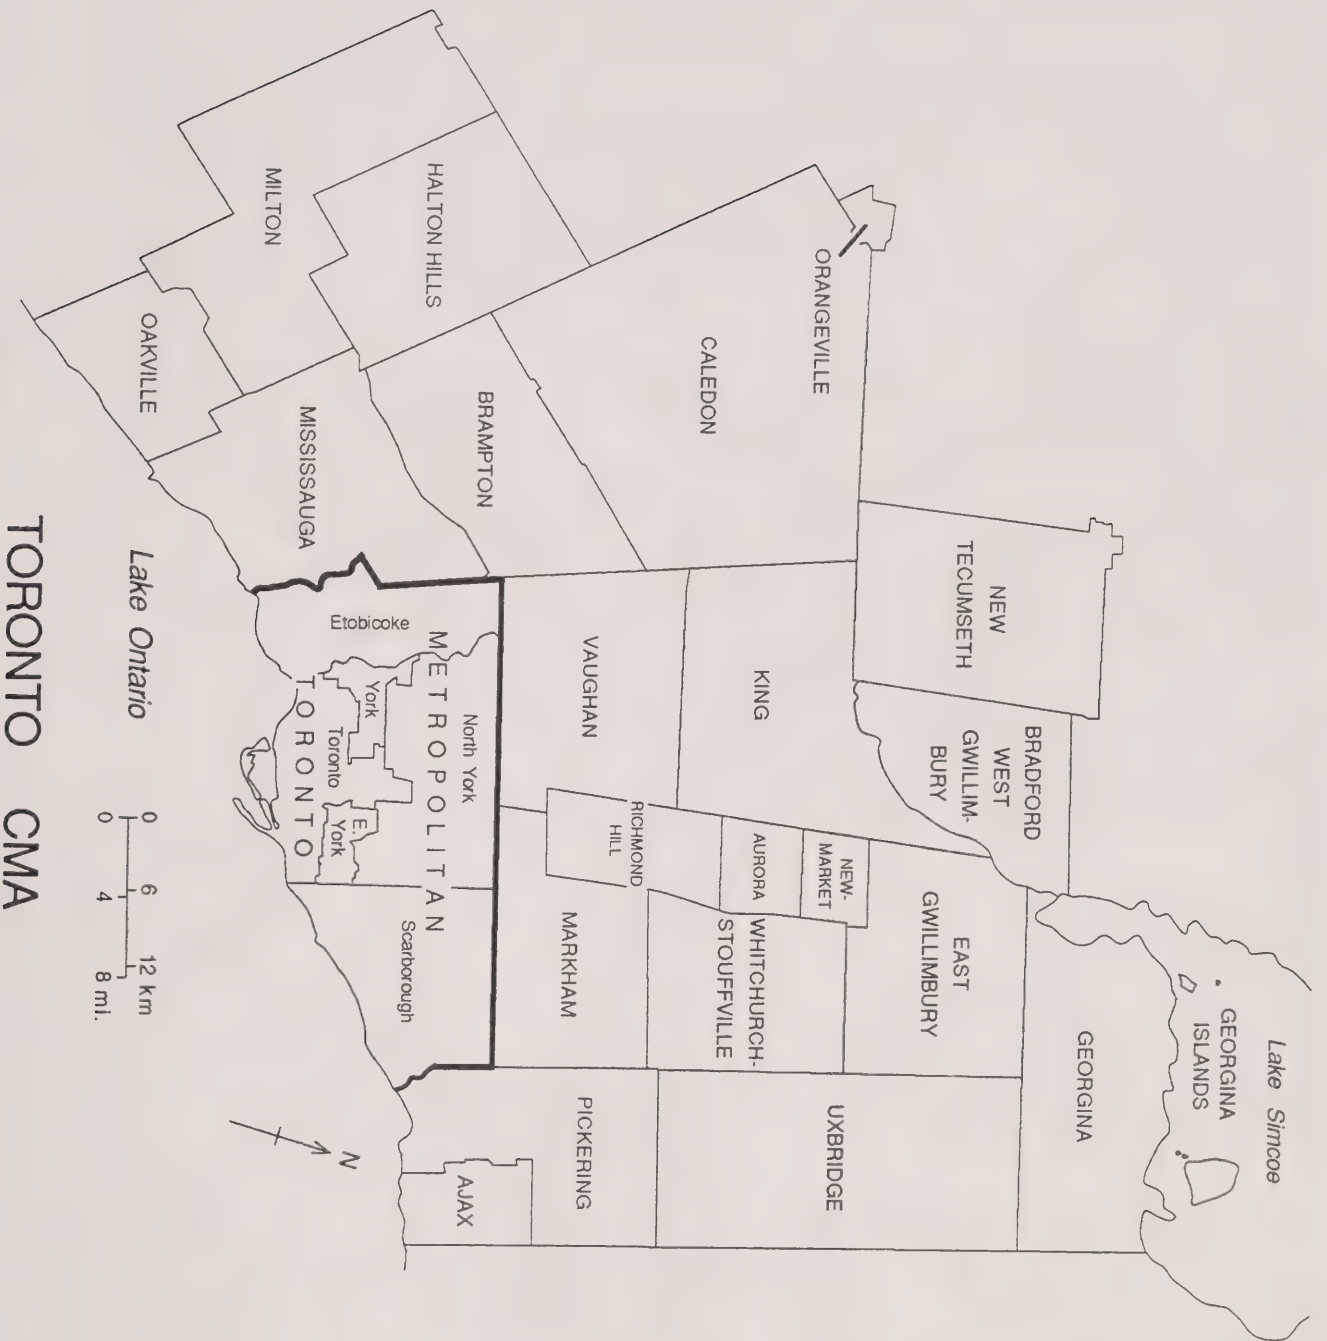 Lake Simcoe
GEORGINA
ISLANDS
GEORGINA
BRADFORD
WEST
GWILLIM-
BURY
NEW
TECUMSETH
EAST
GWILLIMBURY
ORANGEVILLE
CALEDON
KING
NEW-
MARKET
AURORA
WHITCHURCH-
STOUFFVILLE
UXBRIDGE
RICHMOND
HILL
VAUGHAN
MARKHAM
PICKERING
AJAX
HALTON HILLS
BRAMPTON
MILTON
MISSISSAUGA
OAKVILLE
METROPOLITAN
TORONTO
North York
Etobicoke
York
Toronto
E.
York
Scarborough
N
Lake Ontario
0 6 12 km
0 4 8 mi.
TORONTO CMA